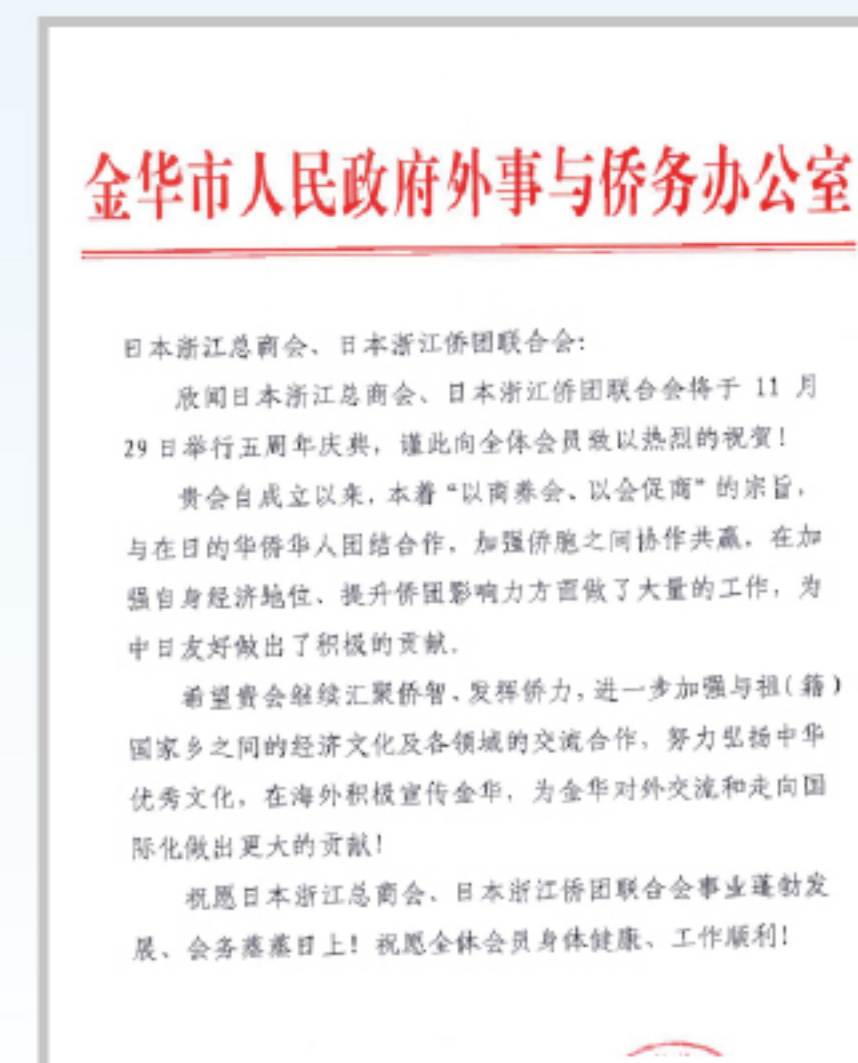 金华市人民政府外事与侨务办公室
日本浙江总商会、日本浙江侨团联合会:
欣闻日本浙江总商会、日本浙江侨团联合会将于 11 月
29 日举行五周年庆典，谨此向全体会员致以热烈的祝贺！
贵会自成立以来，本着“以商养会、以会促商”的宗旨，
与在日的华侨华人团结合作，加强侨胞之间协作共赢，在加
强自身经济地位、提升侨团影响力方面做了大量的工作，为
中日友好做出了积极的贡献。
希望贵会继续汇聚侨智、发挥侨力，进一步加强与祖（籍）
国家乡之间的经济文化及各领域的交流合作，努力弘扬中华
优秀文化，在海外积极宣传金华，为金华对外交流和走向国
际化做出更大的贡献！
祝愿日本浙江总商会、日本浙江侨团联合会事业蓬勃发
展、会务蒸蒸日上！祝愿全体会员身体健康、工作顺利！